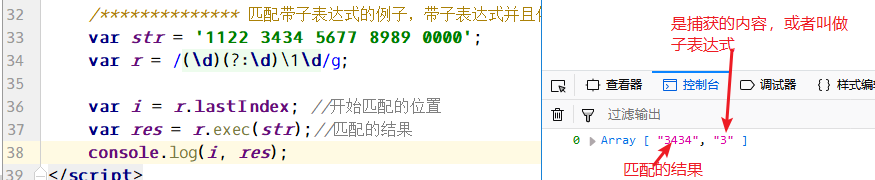 32 /************** 匹配带子表达式的例子，带子表达式并且
33 var str = '1122 3434 5677 8989 0000';
34 var r = /(\d)(?:\d)\1\d/g;
35
36 var i = r.lastIndex; //开始匹配的位置
37 var res = r.exec(str);//匹配的结果
38 console.log(i, res);
39 </script>
是捕获的内容，或者叫做
子表达式
查看器 控制台 调试器 {} 样式编
过滤输出
0 Array [ "3434", "3" ]
匹配的结果